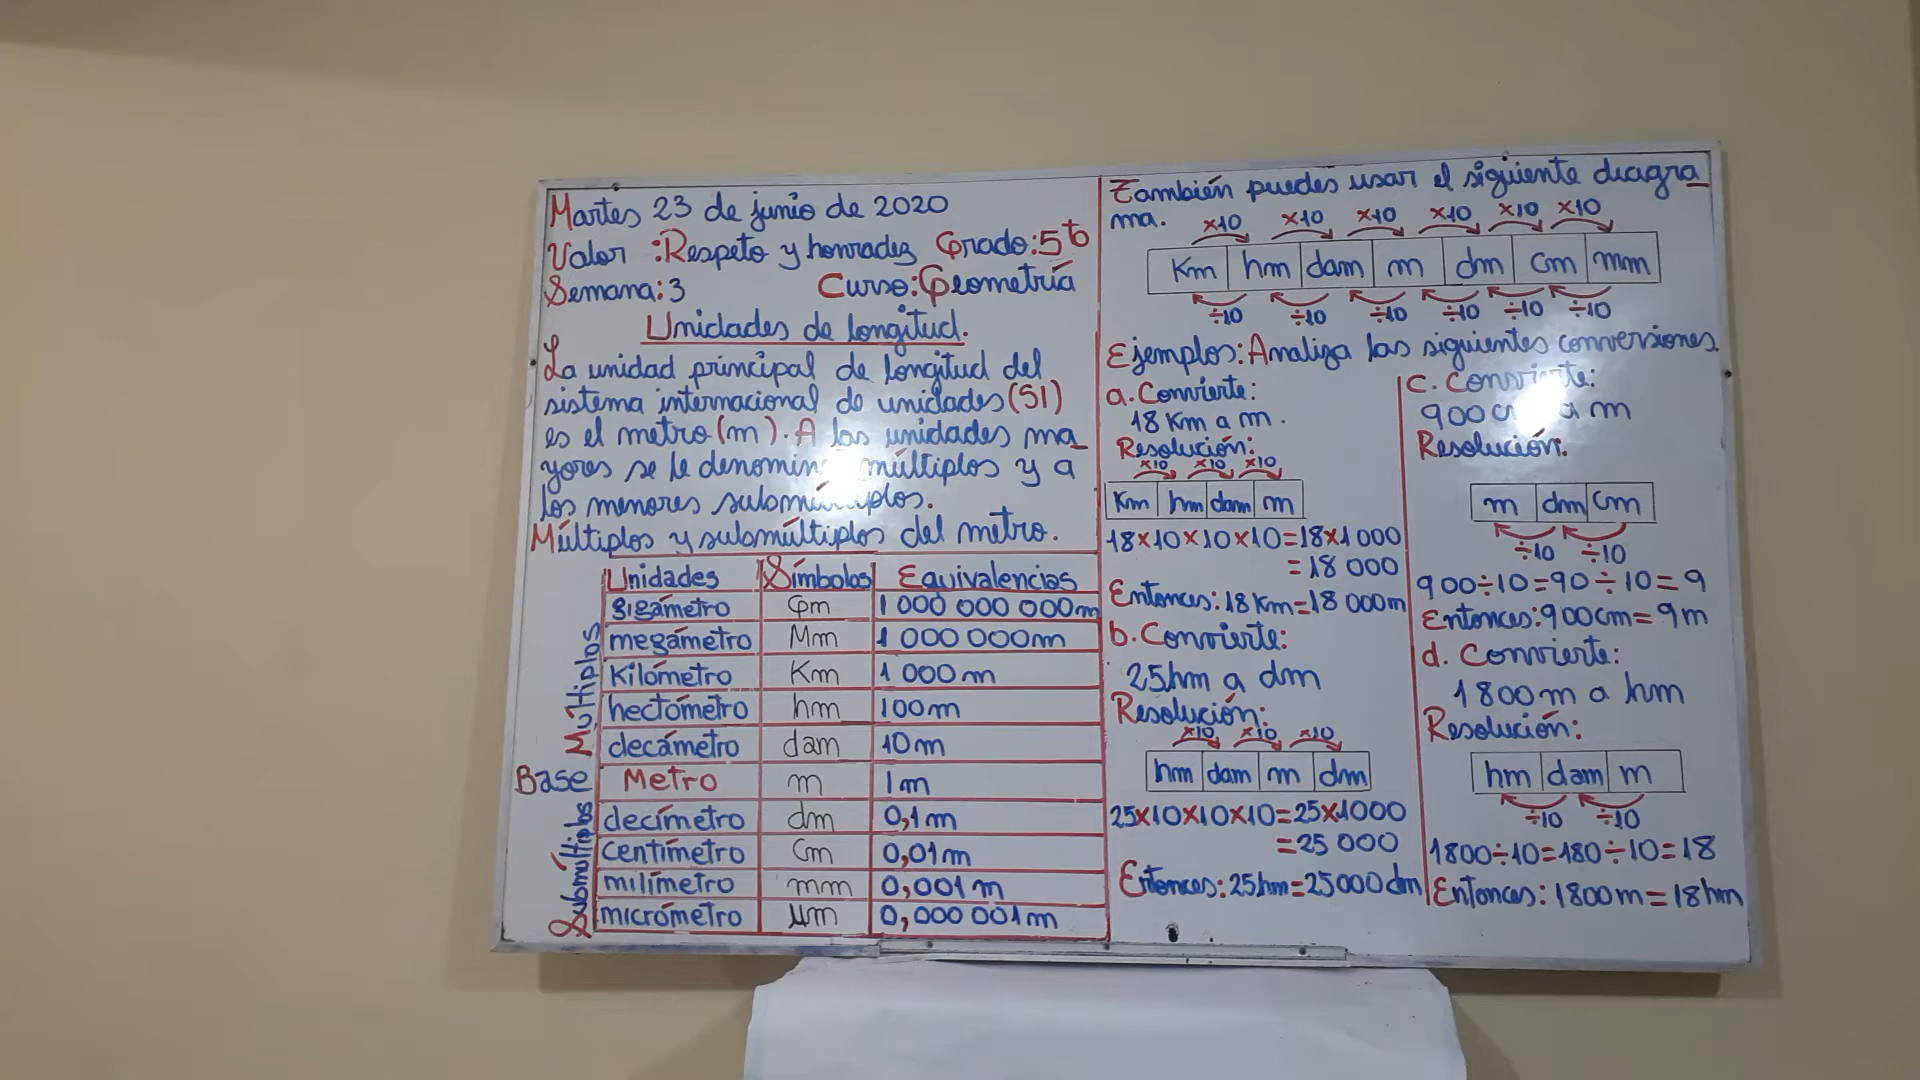 Martes 23 de junio de 2020
Valor :Respeto y honradez Grado:5to
Semana:3 Curso:Geometría
Unidades de longitud.
La unidad principal de longitud del
sistema internacional de unidades(SI)
es el metro(m). A las unidades ma_
yores se le denomina múltiplos y a
los menores submúltiplos.
Múltiplos y submúltiplos del metro.
Unidades Símbolos Equivalencias
Múltiplos
gigámetro Gm 1 000 000 000m
megámetro Mm 1 000 000m
Kilómetro Km 1 000m
hectómetro hm 100m
decámetro dam 10m
Base Metro m 1m
Submúltiplos
decímetro dm 0,1m
centímetro cm 0,01m
milímetro mm 0,001m
micrómetro µm 0,000 001m
También puedes usar el siguiente diagra_
ma.
×10 ×10 ×10 ×10 ×10 ×10
Km hm dam m dm cm mm
÷10 ÷10 ÷10 ÷10 ÷10 ÷10
Ejemplos:Analiza las siguientes conversiones.
a.Convierte:
18 Km a m.
Resolución:
×10 ×10 ×10
Km hm dam m
18×10×10×10=18×1000
=18 000
Entonces:18Km=18 000m
b.Convierte:
25hm a dm
Resolución:
×10 ×10 ×10
hm dam m dm
25×10×10×10=25×1000
=25 000
Entonces:25hm=25000dm
c.Convierte:
900cm a m
Resolución:
m dm cm
÷10 ÷10
900÷10=90÷10=9
Entonces:900cm=9m
d. Convierte:
1800m a hm
Resolución:
hm dam m
÷10 ÷10
1800÷10=180÷10=18
Entonces:1800m=18hm